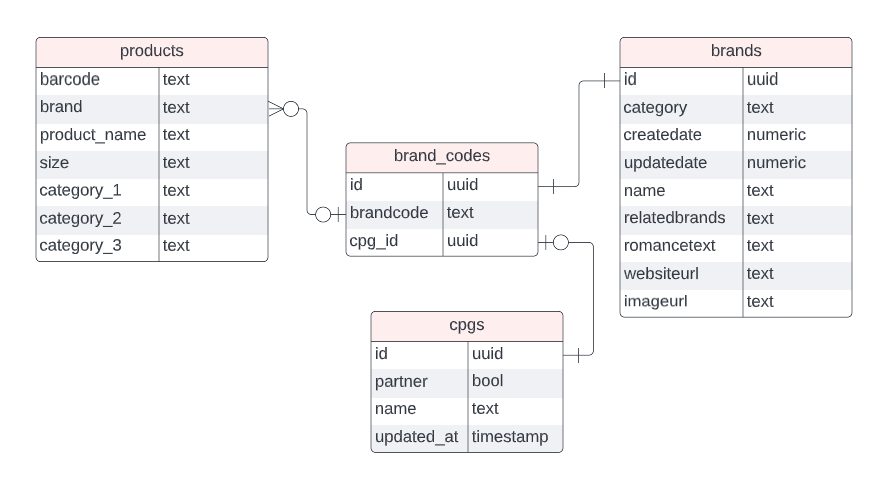 products
barcode text
brand text
product_name text
size text
category_1 text
category_2 text
category_3 text
brand_codes
id uuid
brandcode text
cpg_id uuid
brands
id uuid
category text
createdate numeric
updatedate numeric
name text
relatedbrands text
romancetext text
websiteurl text
imageurl text
cpgs
id uuid
partner bool
name text
updated_at timestamp